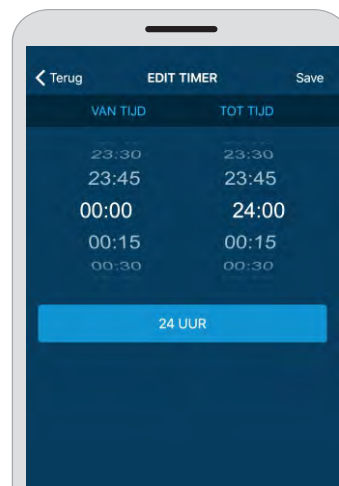 Terug EDIT TIMER Save
VAN TIJD TOT TIJD
23:30 23:30
23:45 23:45
00:00 24:00
00:15 00:15
00:30 00:30
24 UUR